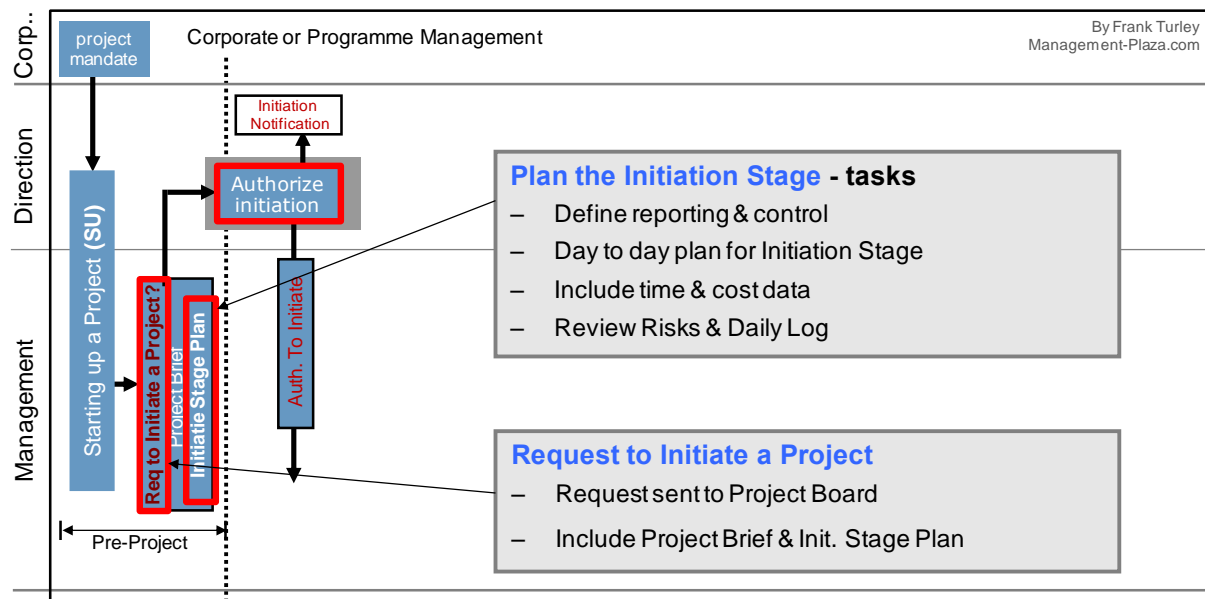 Corp..
project
mandate
Corporate or Programme Management
By Frank Turley
Management-Plaza.com
Direction
Initiation
Notification
Authorize
initiation
Plan the Initiation Stage - tasks
– Define reporting & control
– Day to day plan for Initiation Stage
– Include time & cost data
– Review Risks & Daily Log
Management
Starting up a Project (SU)
Req to Initiate a Project?
Project Brief
Initiatie Stage Plan
Auth. To Initiate
Request to Initiate a Project
– Request sent to Project Board
– Include Project Brief & Init. Stage Plan
Pre-Project